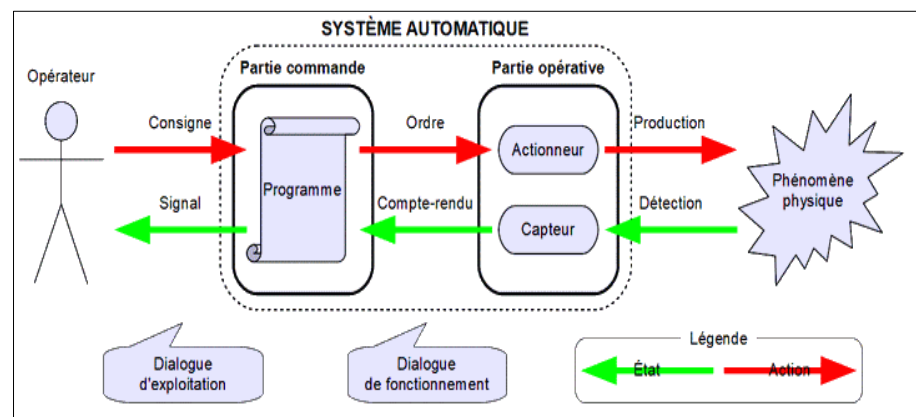 SYSTÈME AUTOMATIQUE
Partie commande
Partie opérative
Opérateur
Consigne
Ordre
Production
Actionneur
Programme
Phénomène
physique
Signal
Compte-rendu
Détection
Capteur
Dialogue
d'exploitation
Dialogue
de fonctionnement
Légende
État
Action